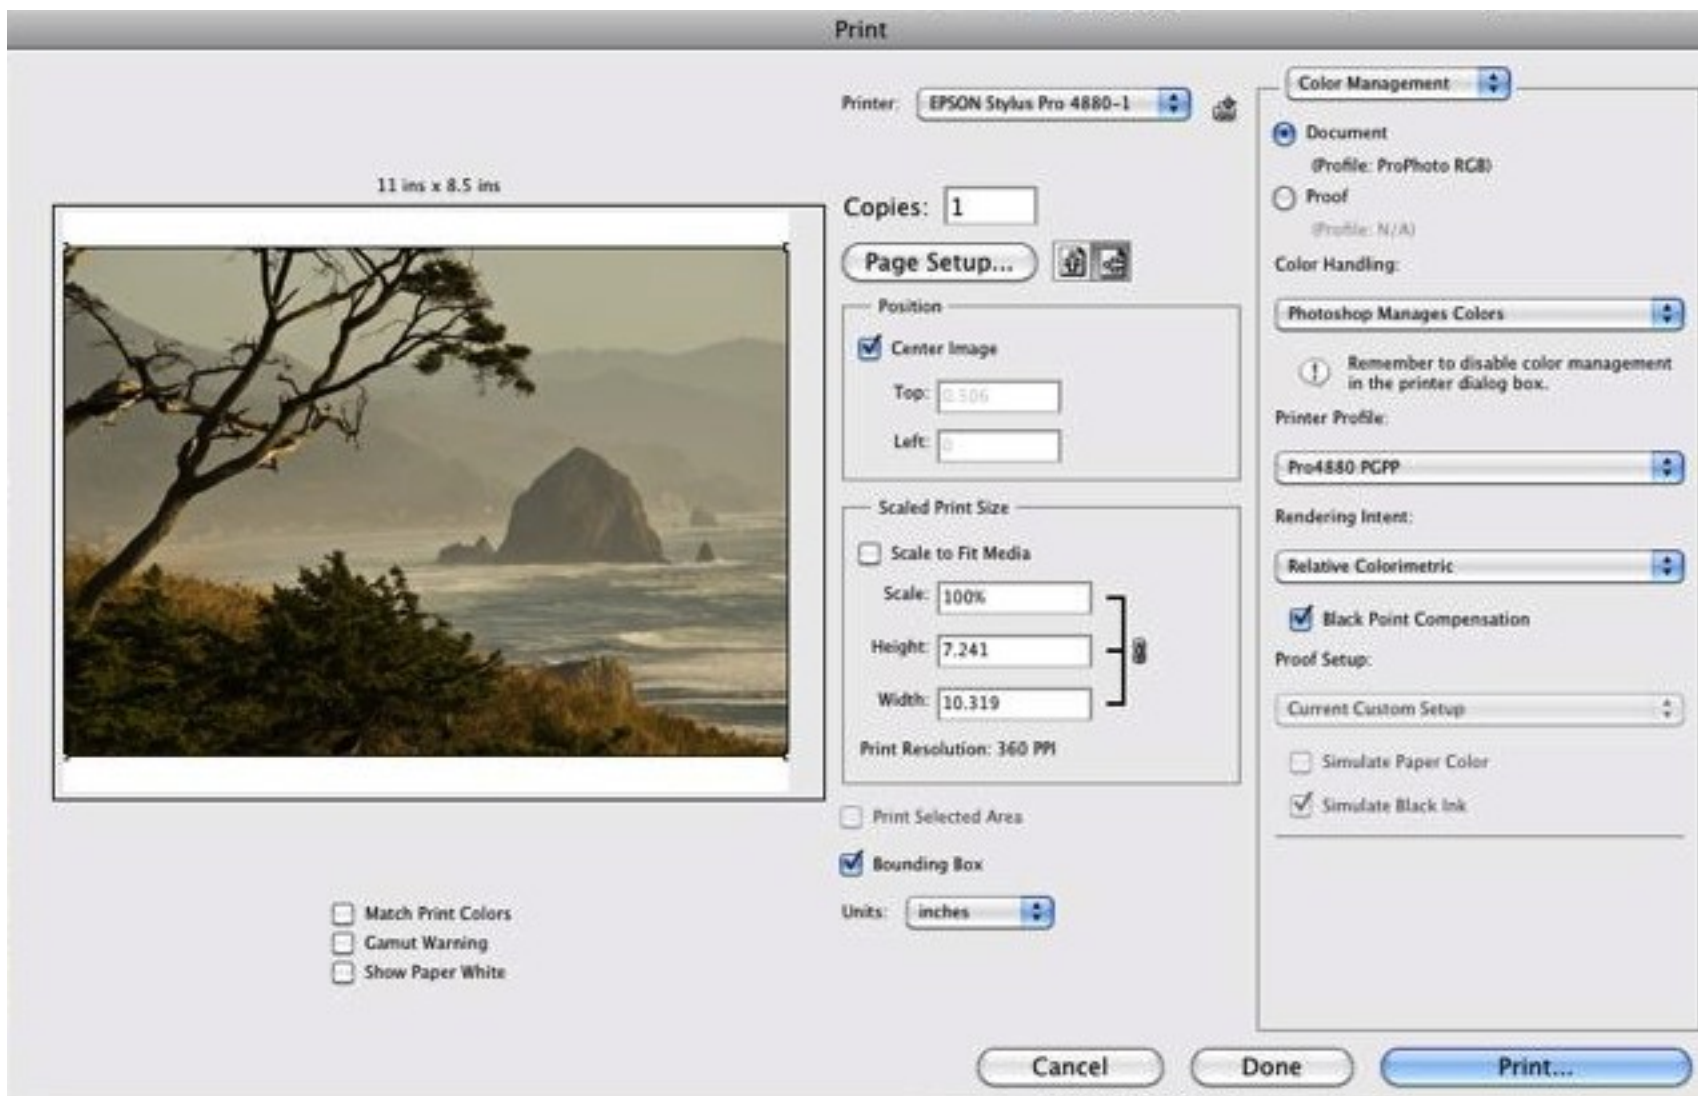 Print
Printer: EPSON Stylus Pro 4880-1
11 ins x 8.5 ins
Copies: 1
Page Setup...
Position
Center Image
Top: 0.506
Left: 0
Scaled Print Size
Scale to Fit Media
Scale: 100%
Height: 7.241
Width: 10.319
Print Resolution: 360 PPI
Print Selected Area
Bounding Box
Units: inches
Match Print Colors
Gamut Warning
Show Paper White
Color Management
Document
(Profile: ProPhoto RGB)
Proof
(Profile: N/A)
Color Handling:
Photoshop Manages Colors
Remember to disable color management
in the printer dialog box.
Printer Profile:
Pro4880 PGPP
Rendering Intent:
Relative Colorimetric
Black Point Compensation
Proof Setup:
Current Custom Setup
Simulate Paper Color
Simulate Black Ink
Cancel
Done
Print...